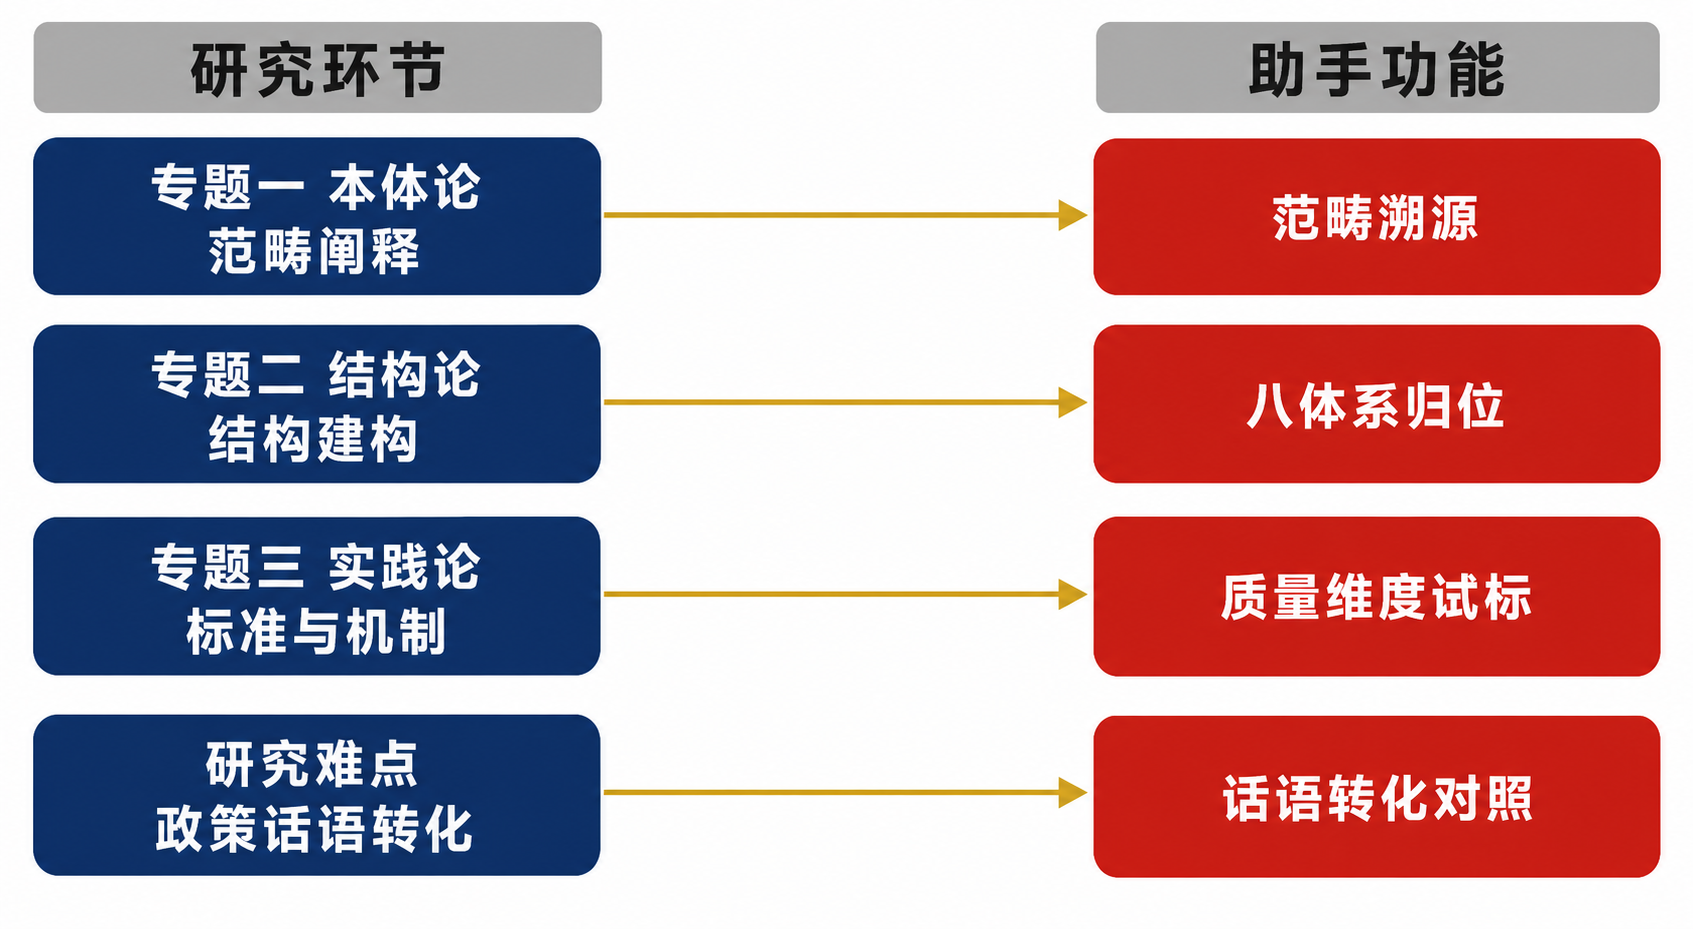 研究环节
助手功能
专题一 本体论
范畴阐释
范畴溯源
专题二 结构论
结构建构
八体系归位
专题三 实践论
标准与机制
质量维度试标
研究难点
政策话语转化
话语转化对照